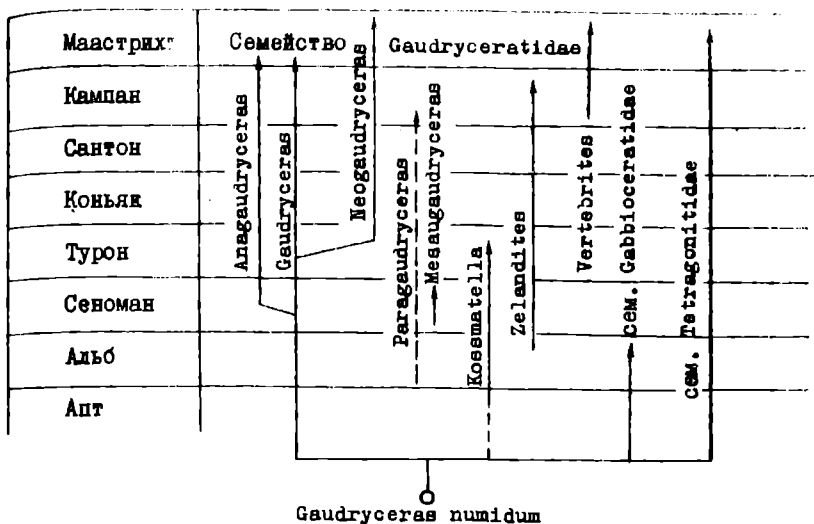 Маастрихт
Семейство
Gaudryceratidae
Кампан
Сантон
Коньяк
Турон
Сеноман
Альб
Апт
Anagaudryceras
Gaudryceras
Neogaudryceras
Paragaudryceras
Mesaugaudryceras
Kossmatella
Zelandites
Vertebrites
сем. Gabbioceratidae
сем. Tetragonitidae
Gaudryceras numidum